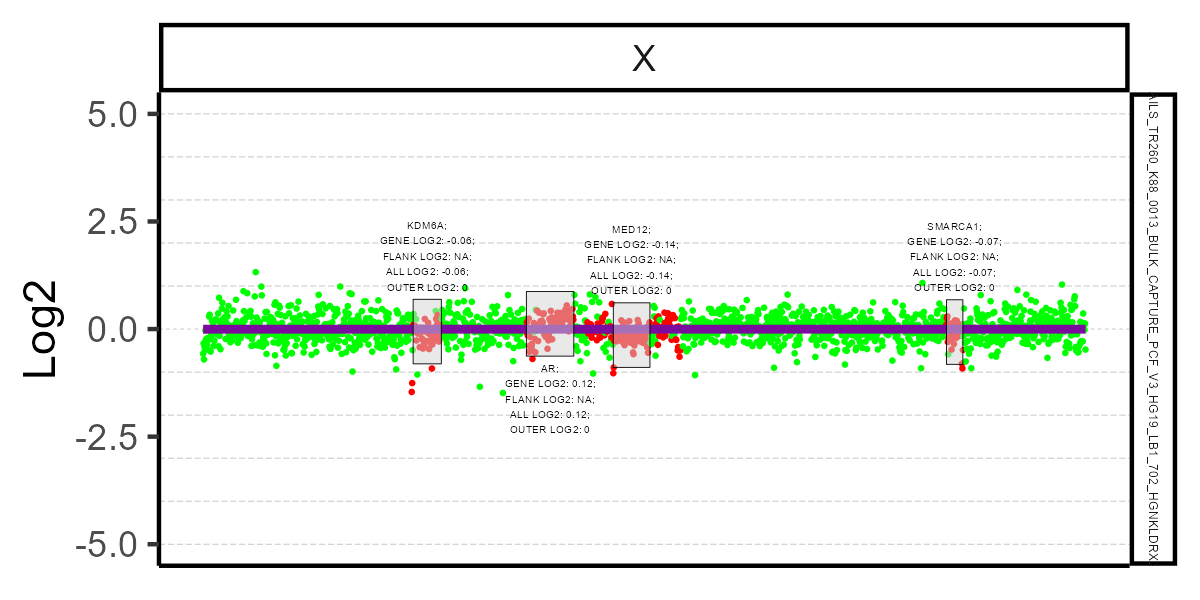 X
Log2
5.0
2.5
0.0
-2.5
-5.0
KDM6A;
GENE LOG2: -0.06;
FLANK LOG2: NA;
ALL LOG2: -0.06;
OUTER LOG2: 0
AR;
GENE LOG2: 0.12;
FLANK LOG2: NA;
ALL LOG2: 0.12;
OUTER LOG2: 0
MED12;
GENE LOG2: -0.14;
FLANK LOG2: NA;
ALL LOG2: -0.14;
OUTER LOG2: 0
SMARCA1;
GENE LOG2: -0.07;
FLANK LOG2: NA;
ALL LOG2: -0.07;
OUTER LOG2: 0
AILS_TR260_K88_0013_BULK_CAPTURE_PCF_V3_HG19_LB1_702_HGNKLDRX